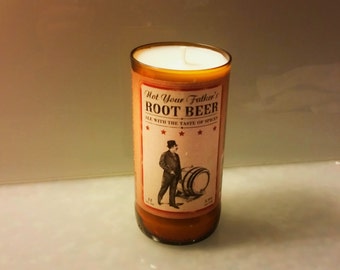 Not Your Father's
ROOT BEER
ALE WITH THE TASTE OF SPICES